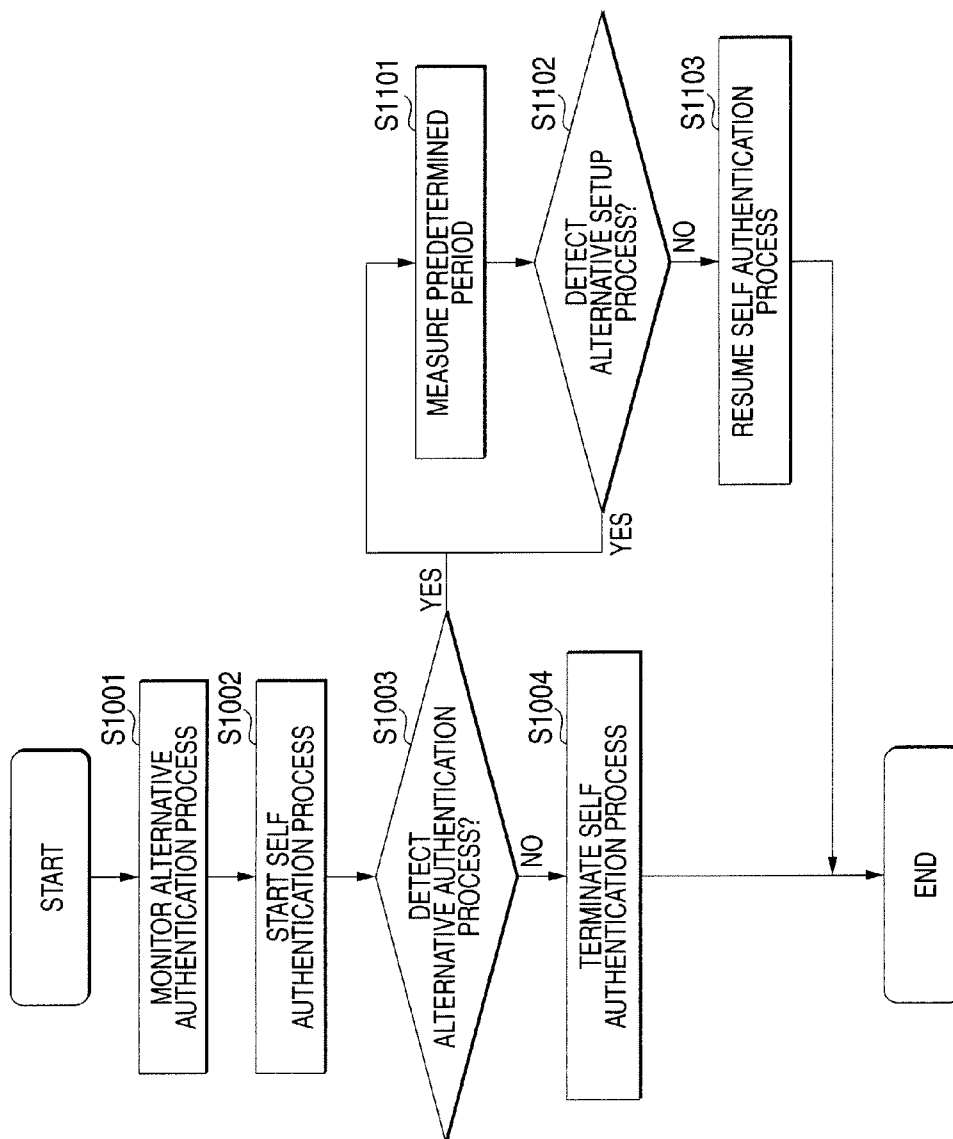 START
S1001
MONITOR ALTERNATIVE
AUTHENTICATION PROCESS
S1002
START SELF
AUTHENTICATION PROCESS
S1003
DETECT
ALTERNATIVE AUTHENTICATION
PROCESS?
YES
NO
S1004
TERMINATE SELF
AUTHENTICATION PROCESS
END
S1101
MEASURE PREDETERMINED
PERIOD
S1102
DETECT
ALTERNATIVE SETUP
PROCESS?
YES
NO
S1103
RESUME SELF AUTHENTICATION
PROCESS